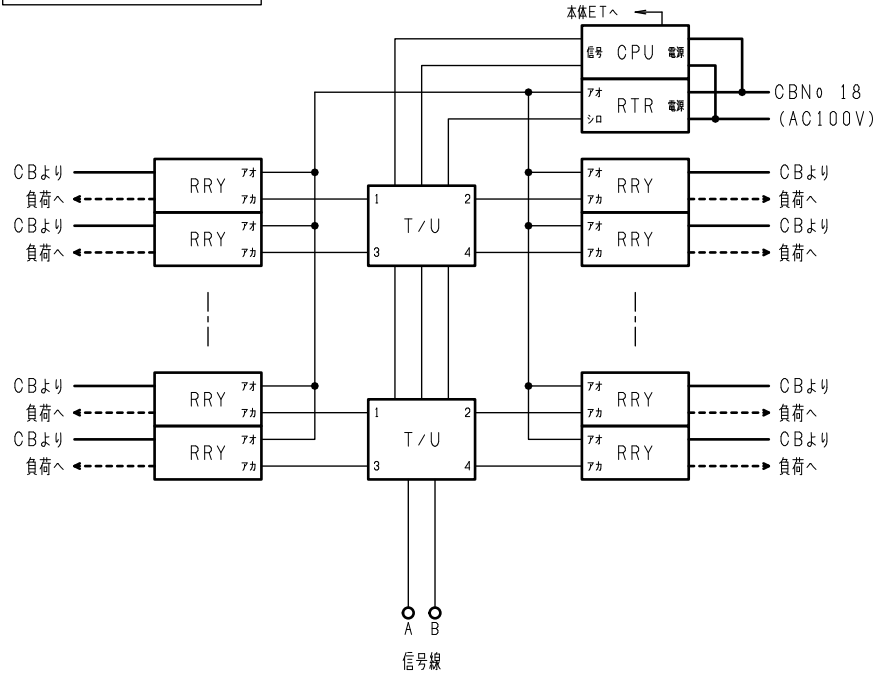 本体ETへ
信号 CPU 電源
アオ RTR 電源
シロ
CBNo 18
(AC100V)
CBより
負荷へ
CBより
負荷へ
RRY アオ
アカ
RRY アオ
アカ
1 2
T/U
3 4
アオ RRY
アカ
アオ RRY
アカ
CBより
負荷へ
CBより
負荷へ
CBより
負荷へ
CBより
負荷へ
RRY アオ
アカ
RRY アオ
アカ
1 2
T/U
3 4
アオ RRY
アカ
アオ RRY
アカ
CBより
負荷へ
CBより
負荷へ
A B
信号線